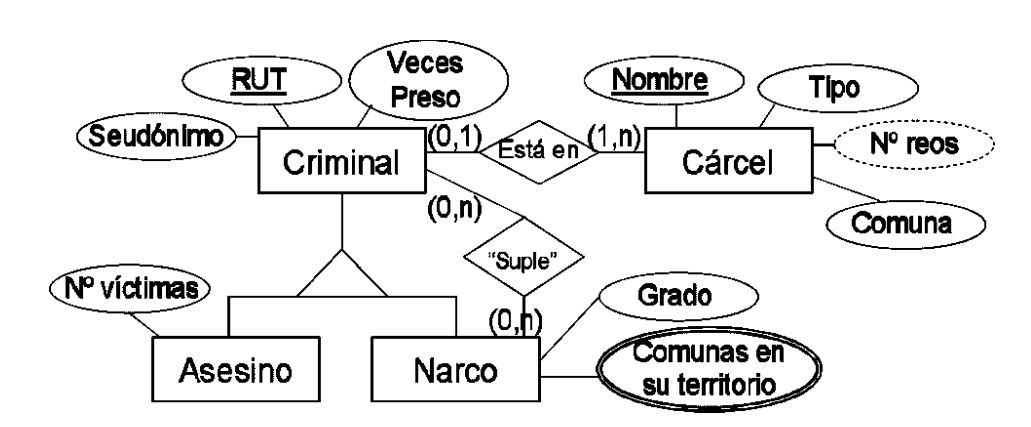 RUT
Veces
Preso
Nombre
Tipo
Seudónimo
Criminal
(0,1)
Está en
(1,n)
Cárcel
Nº reos
(0,n)
Comuna
"Suple"
Nº víctimas
Grado
(0,n)
Asesino
Narco
Comunas en
su territorio